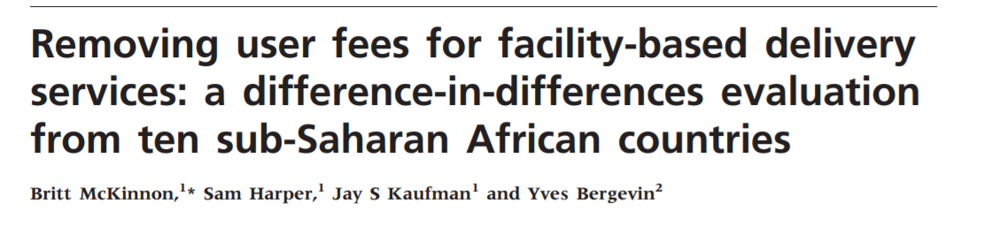 Removing user fees for facility-based delivery
services: a difference-in-differences evaluation
from ten sub-Saharan African countries
Britt McKinnon,¹* Sam Harper,¹ Jay S Kaufman¹ and Yves Bergevin²